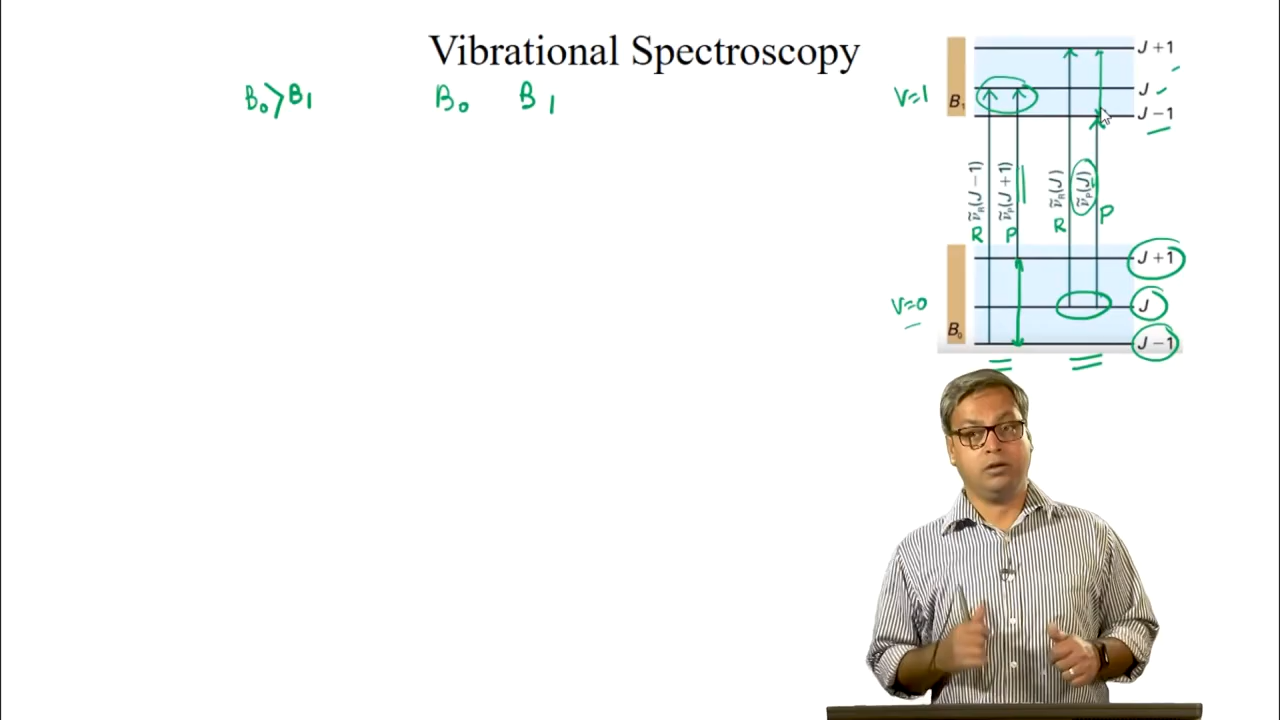 Vibrational Spectroscopy
B₀ > B₁ B₀ B₁
J + 1
V=1 B₁ J
J − 1
ν̃R(J − 1) ν̃P(J + 1) ν̃R(J) ν̃P(J)
R P R P
J + 1
V=0 J
B₀ J − 1